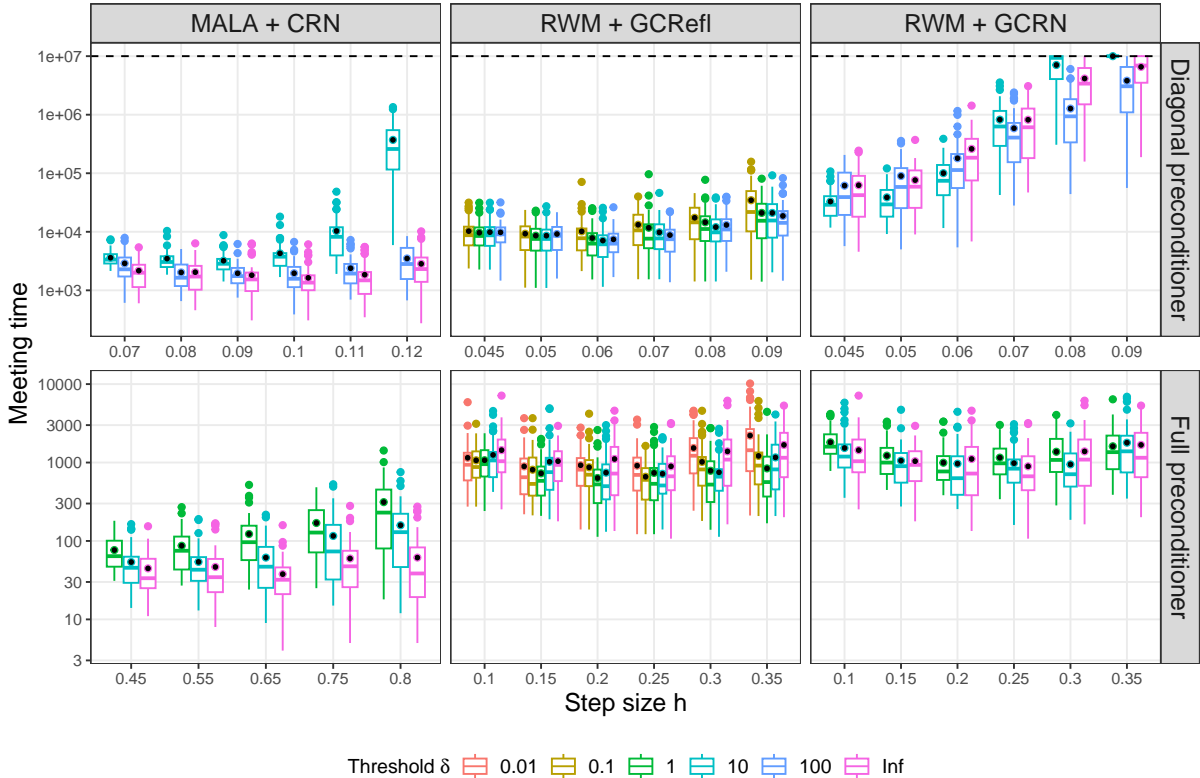 MALA + CRN
RWM + GCRefl
RWM + GCRN
Meeting time
1e+07
1e+06
1e+05
1e+04
1e+03
Diagonal preconditioner
0.07 0.08 0.09 0.1 0.11 0.12
0.045 0.05 0.06 0.07 0.08 0.09
0.045 0.05 0.06 0.07 0.08 0.09
10000
3000
1000
300
100
30
10
3
Full preconditioner
0.45 0.55 0.65 0.75 0.8
0.1 0.15 0.2 0.25 0.3 0.35
0.1 0.15 0.2 0.25 0.3 0.35
Step size h
Threshold δ 0.01 0.1 1 10 100 Inf